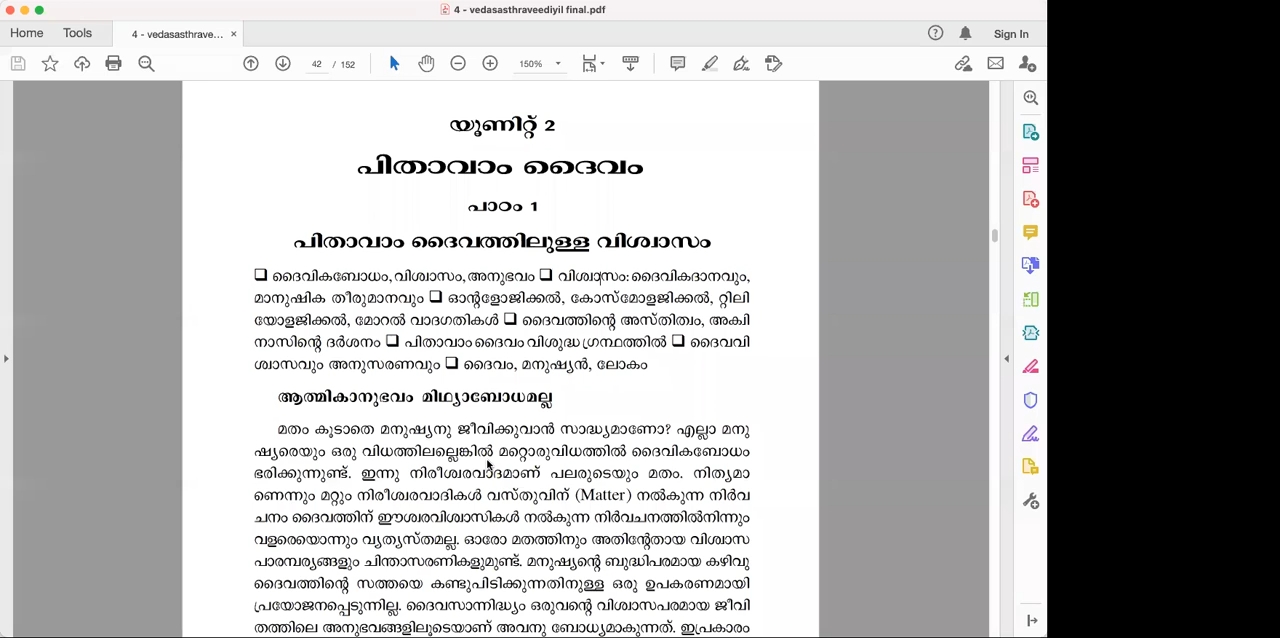 4 - vedasasthraveediyil final.pdf
Home Tools 4 - vedasasthrave... × Sign In
42 / 152 150%
യൂണിറ്റ് 2
പിതാവാം ദൈവം
പാഠം 1
പിതാവാം ദൈവത്തിലുള്ള വിശ്വാസം
❑ ദൈവികബോധം, വിശ്വാസം, അനുഭവം ❑ വിശ്വാസം: ദൈവികദാനവും,
മാനുഷിക തീരുമാനവും ❑ ഓന്റളോജിക്കൽ, കോസ്മോളജിക്കൽ, റ്റിലി
യോളജിക്കൽ, മോറൽ വാദഗതികൾ ❑ ദൈവത്തിന്റെ അസ്തിത്വം, അക്വി
നാസിന്റെ ദർശനം ❑ പിതാവാം ദൈവം വിശുദ്ധ ഗ്രന്ഥത്തിൽ ❑ ദൈവവി
ശ്വാസവും അനുസരണവും ❑ ദൈവം, മനുഷ്യൻ, ലോകം
ആത്മികാനുഭവം മിഥ്യാബോധമല്ല
മതം കൂടാതെ മനുഷ്യനു ജീവിക്കുവാൻ സാദ്ധ്യമാണോ? എല്ലാ മനു
ഷ്യരെയും ഒരു വിധത്തിലല്ലെങ്കിൽ മറ്റൊരുവിധത്തിൽ ദൈവികബോധം
ഭരിക്കുന്നുണ്ട്. ഇന്നു നിരീശ്വരവാദമാണ് പലരുടെയും മതം. നിത്യമാ
ണെന്നും മറ്റും നിരീശ്വരവാദികൾ വസ്തുവിന് (Matter) നൽകുന്ന നിർവ
ചനം ദൈവത്തിന് ഈശ്വരവിശ്വാസികൾ നൽകുന്ന നിർവചനത്തിൽനിന്നും
വളരെയൊന്നും വ്യത്യസ്തമല്ല. ഓരോ മതത്തിനും അതിന്റേതായ വിശ്വാസ
പാരമ്പര്യങ്ങളും ചിന്താസരണികളുമുണ്ട്. മനുഷ്യന്റെ ബുദ്ധിപരമായ കഴിവു
ദൈവത്തിന്റെ സത്തയെ കണ്ടുപിടിക്കുന്നതിനുള്ള ഒരു ഉപകരണമായി
പ്രയോജനപ്പെടുന്നില്ല. ദൈവസാന്നിദ്ധ്യം ഒരുവന്റെ വിശ്വാസപരമായ ജീവി
തത്തിലെ അനുഭവങ്ങളിലൂടെയാണ് അവനു ബോധ്യമാകുന്നത്. ഇപ്രകാരം